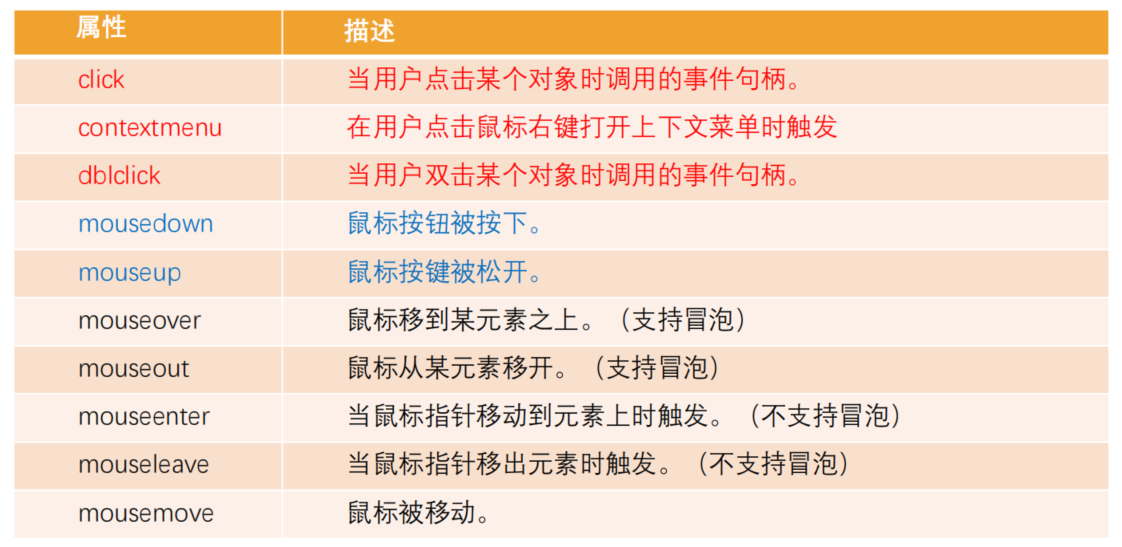 属性 描述
click 当用户点击某个对象时调用的事件句柄。
contextmenu 在用户点击鼠标右键打开上下文菜单时触发
dblclick 当用户双击某个对象时调用的事件句柄。
mousedown 鼠标按钮被按下。
mouseup 鼠标按键被松开。
mouseover 鼠标移到某元素之上。（支持冒泡）
mouseout 鼠标从某元素移开。（支持冒泡）
mouseenter 当鼠标指针移动到元素上时触发。（不支持冒泡）
mouseleave 当鼠标指针移出元素时触发。（不支持冒泡）
mousemove 鼠标被移动。